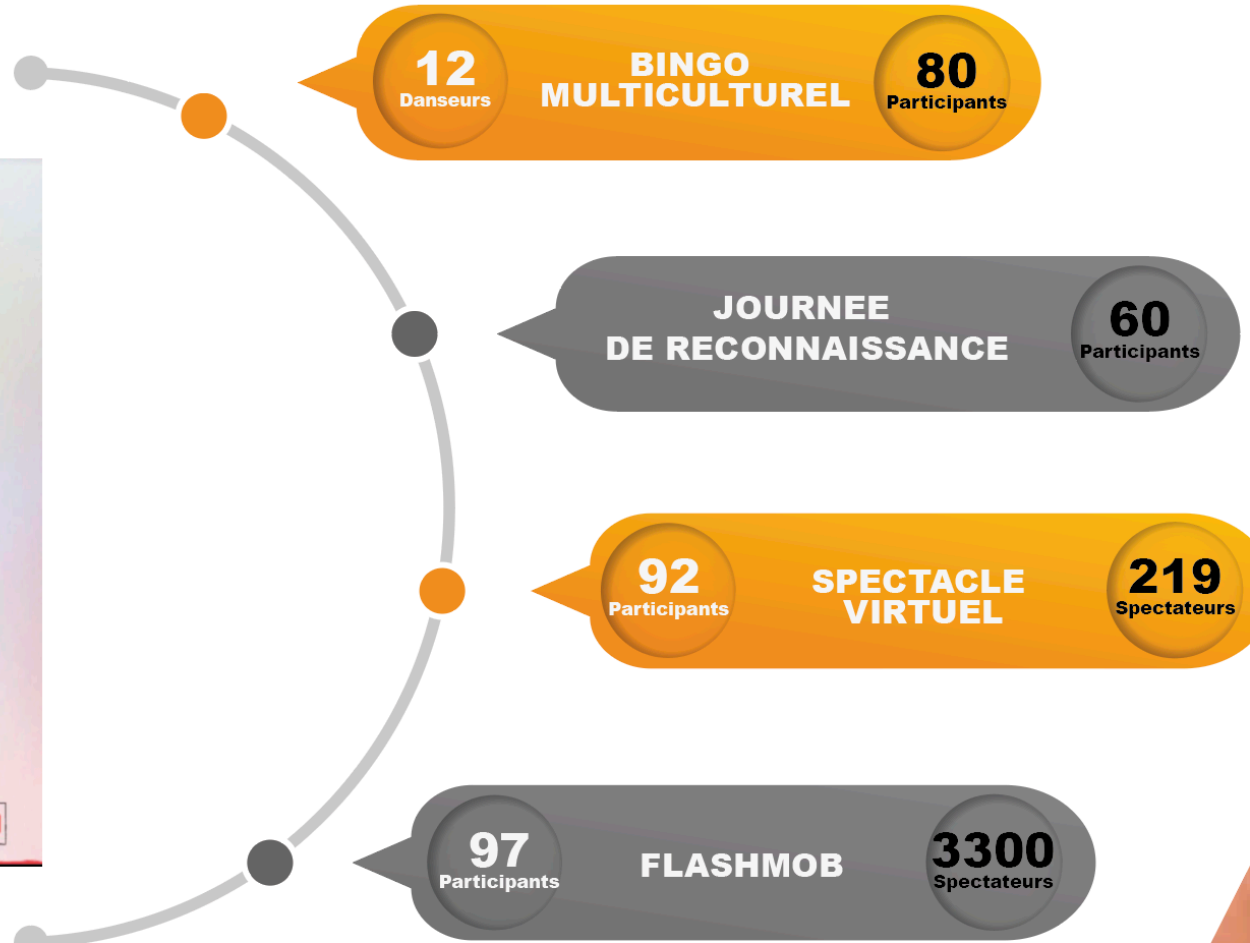 12
Danseurs
BINGO
MULTICULTUREL
80
Participants
JOURNEE
DE RECONNAISSANCE
60
Participants
92
Participants
SPECTACLE
VIRTUEL
219
Spectateurs
97
Participants
FLASHMOB
3300
Spectateurs